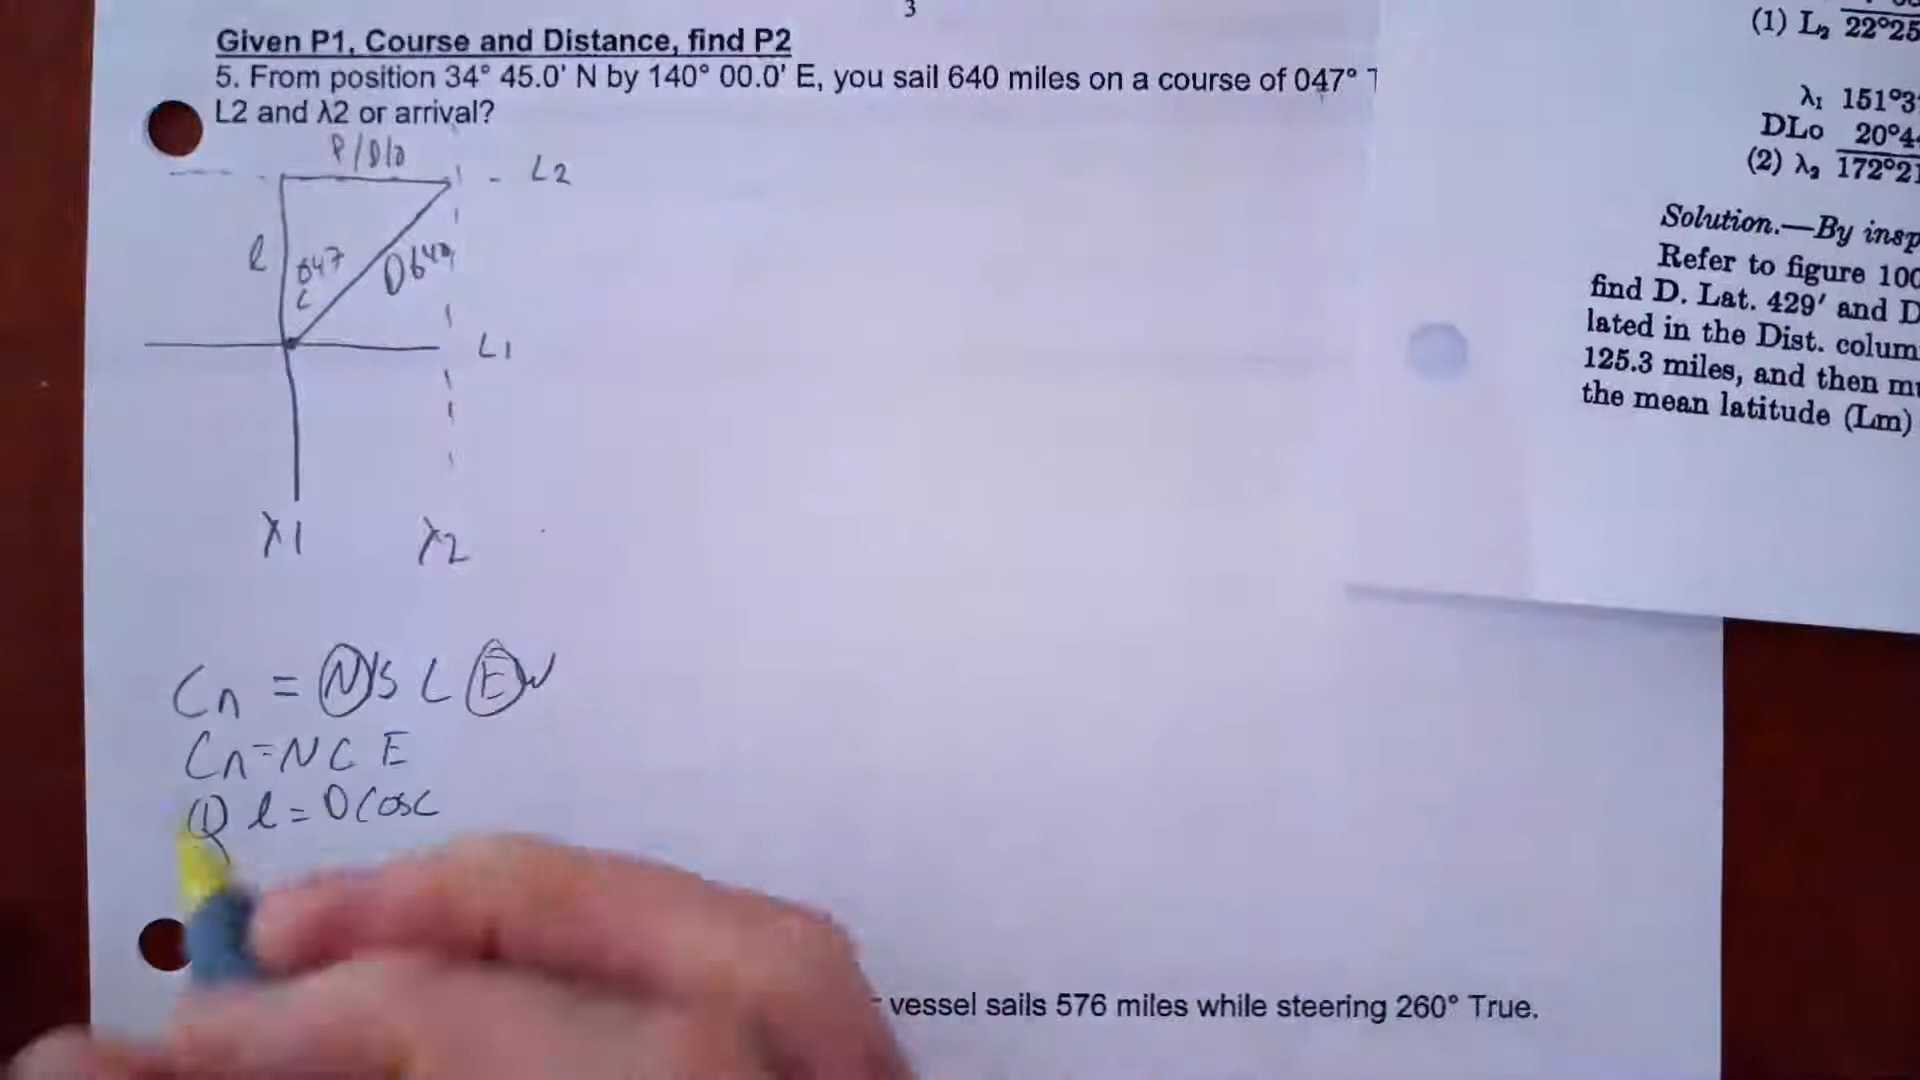 3
Given P1, Course and Distance, find P2
5. From position 34° 45.0' N by 140° 00.0' E, you sail 640 miles on a course of 047° T
L2 and λ2 or arrival?
P/Dlo
L2
l
047
C
D 640
L1
λ1
λ2
Cn = N/S C E/W
Cn = N C E
① l = D Cos C
vessel sails 576 miles while steering 260° True.
(1) L₂ 22°25
λ₁ 151°3
DLo 20°4
(2) λ₂ 172°21
Solution.—By insp
Refer to figure 100
find D. Lat. 429′ and D
lated in the Dist. colum
125.3 miles, and then mu
the mean latitude (Lm)